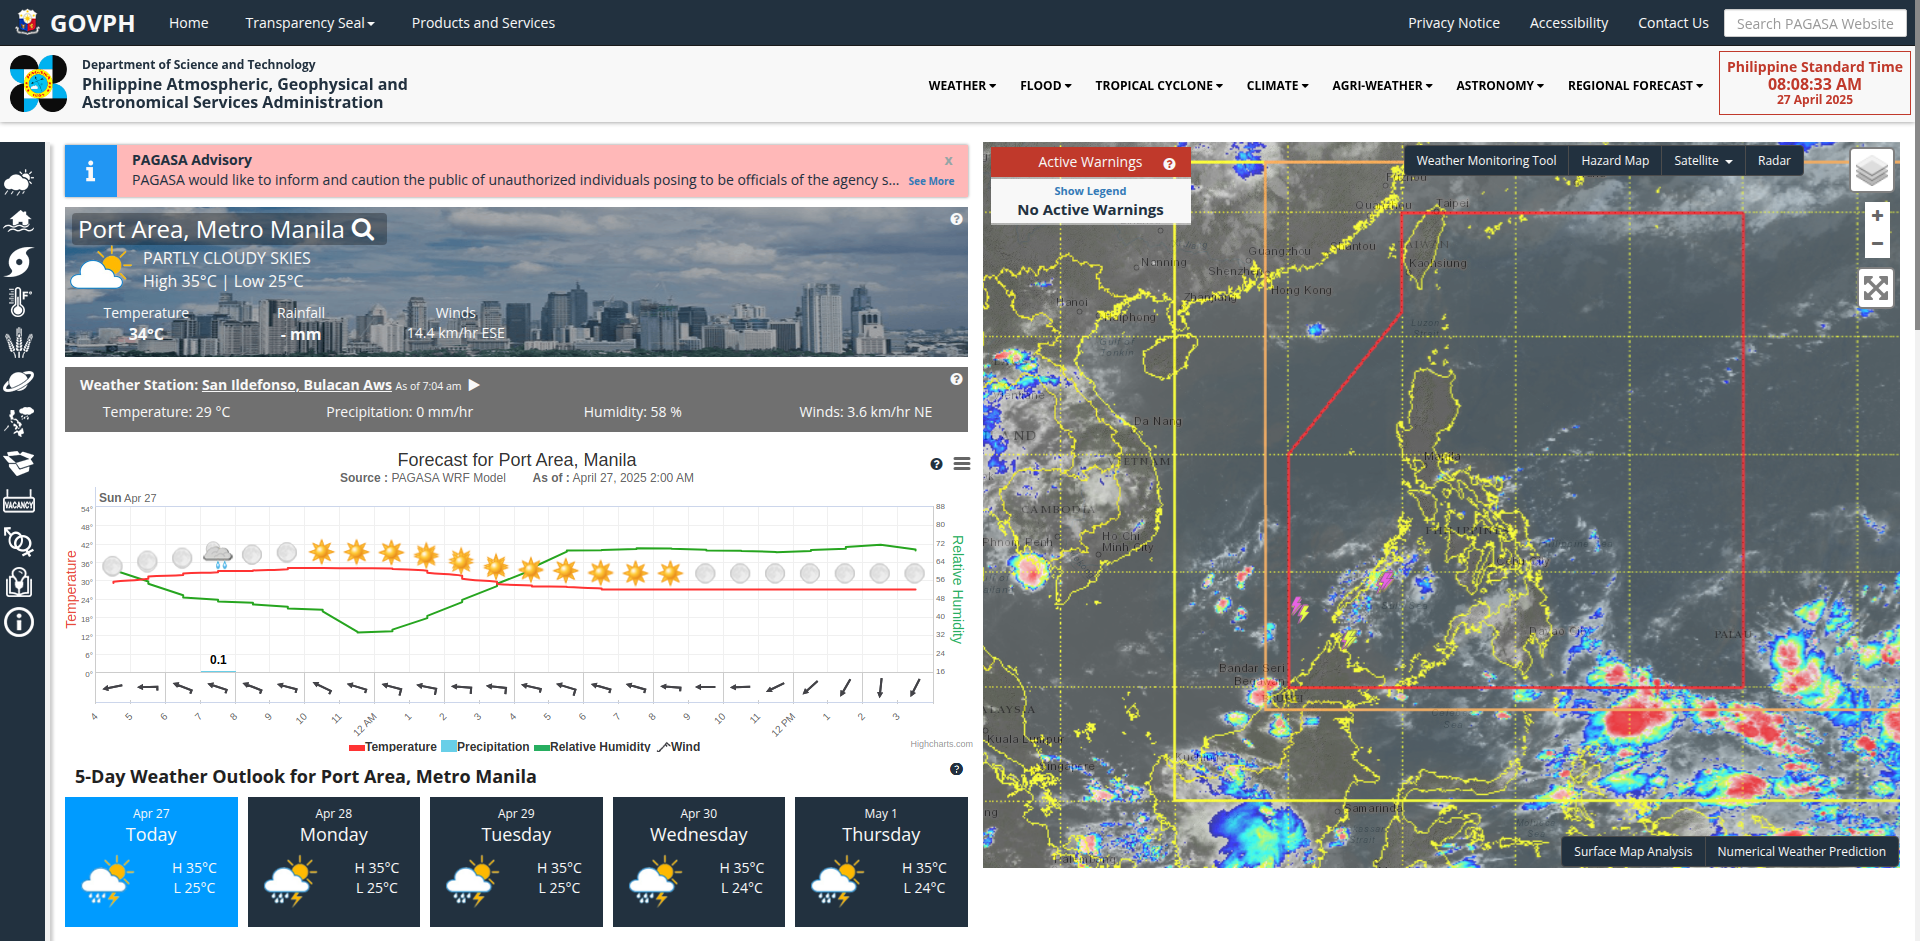 GOVPH
Home
Transparency Seal
Products and Services
Privacy Notice
Accessibility
Contact Us
Search PAGASA Website
Department of Science and Technology
Philippine Atmospheric, Geophysical and
Astronomical Services Administration
WEATHER
FLOOD
TROPICAL CYCLONE
CLIMATE
AGRI-WEATHER
ASTRONOMY
REGIONAL FORECAST
Philippine Standard Time
08:08:33 AM
27 April 2025
PAGASA Advisory
x
PAGASA would like to inform and caution the public of unauthorized individuals posing to be officials of the agency s... See More
Port Area, Metro Manila
PARTLY CLOUDY SKIES
High 35°C | Low 25°C
Temperature
34°C
Rainfall
- mm
Winds
14.4 km/hr ESE
Weather Station: San Ildefonso, Bulacan Aws As of 7:04 am
Temperature: 29 °C
Precipitation: 0 mm/hr
Humidity: 58 %
Winds: 3.6 km/hr NE
Forecast for Port Area, Manila
Source : PAGASA WRF Model As of : April 27, 2025 2:00 AM
Sun Apr 27
Temperature
54°
48°
42°
36°
30°
24°
18°
12°
6°
0°
88
80
72
64
56
48
40
32
24
16
Relative Humidity
0.1
4 5 6 7 8 9 10 11 12 AM 1 2 3 4 5 6 7 8 9 10 11 12 PM 1 2 3
Temperature Precipitation Relative Humidity Wind
Highcharts.com
5-Day Weather Outlook for Port Area, Metro Manila
Apr 27
Today
H 35°C
L 25°C
Apr 28
Monday
H 35°C
L 25°C
Apr 29
Tuesday
H 35°C
L 25°C
Apr 30
Wednesday
H 35°C
L 24°C
May 1
Thursday
H 35°C
L 24°C
VACANCY
Active Warnings
Show Legend
No Active Warnings
Weather Monitoring Tool
Hazard Map
Satellite
Radar
+
−
Taipei
Guangzhou
Nanning
Shenzhen
Kaohsiung
Hong Kong
Zhanjiang
Hanoi
Haiphong
Luzon
Da Nang
VIETNAM
Manila
CAMBODIA
Phnom Penh
Ho Chi
Minh City
Davao City
PALAU
Bandar Seri
Begawan
Kuala Lumpur
Singapore
Kuching
Samarinda
Surface Map Analysis
Numerical Weather Prediction